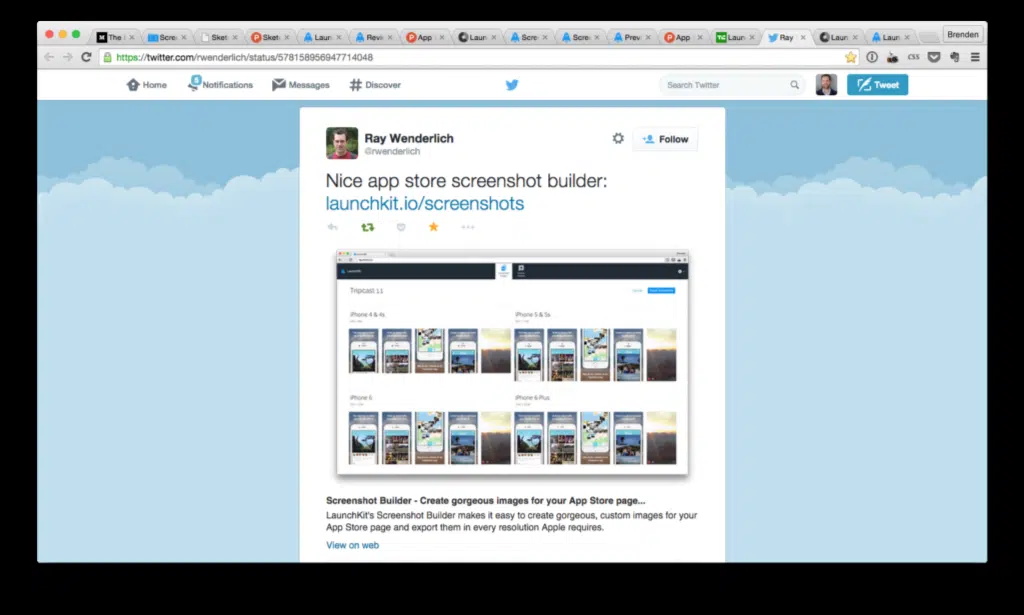 The
Scree
Sket
Sket
Laun
Revie
App
Laun
Scre
Scre
Prev
App
Laun
Ray
Laun
Laun
Brenden
https://twitter.com/rwenderlich/status/578158956947714048
CSS
Home
Notifications
Messages
Discover
Search Twitter
Tweet
Ray Wenderlich
@rwenderlich
Follow
Nice app store screenshot builder:
launchkit.io/screenshots
LaunchKit
Tripcast 1.1
iPhone 4 & 4s
iPhone 5 & 5s
iPhone 6
iPhone 6 Plus
Screenshot Builder - Create gorgeous images for your App Store page...
LaunchKit's Screenshot Builder makes it easy to create gorgeous, custom images for your
App Store page and export them in every resolution Apple requires.
View on web